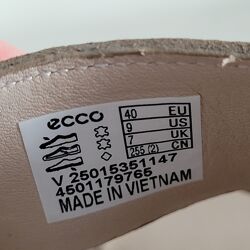 ecco
40 EU
9 US
7 UK
255 (2) CN
V 25015351147
4501179765
MADE IN VIETNAM